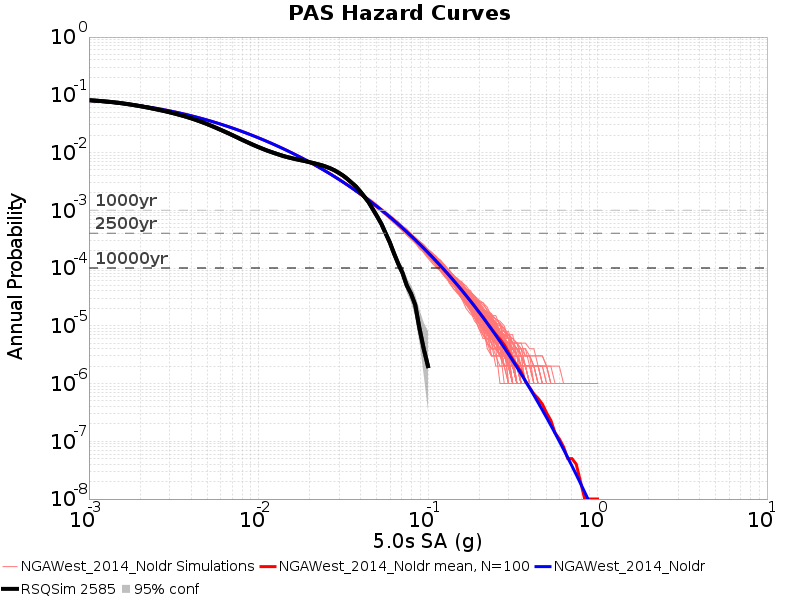 PAS Hazard Curves
10^0
10^-1
10^-2
10^-3
10^-4
10^-5
10^-6
10^-7
10^-8
Annual Probability
1000yr
2500yr
10000yr
10^-3 10^-2 10^-1 10^0 10^1
5.0s SA (g)
NGAWest_2014_NoIdr Simulations NGAWest_2014_NoIdr mean, N=100 NGAWest_2014_NoIdr
RSQSim 2585 95% conf